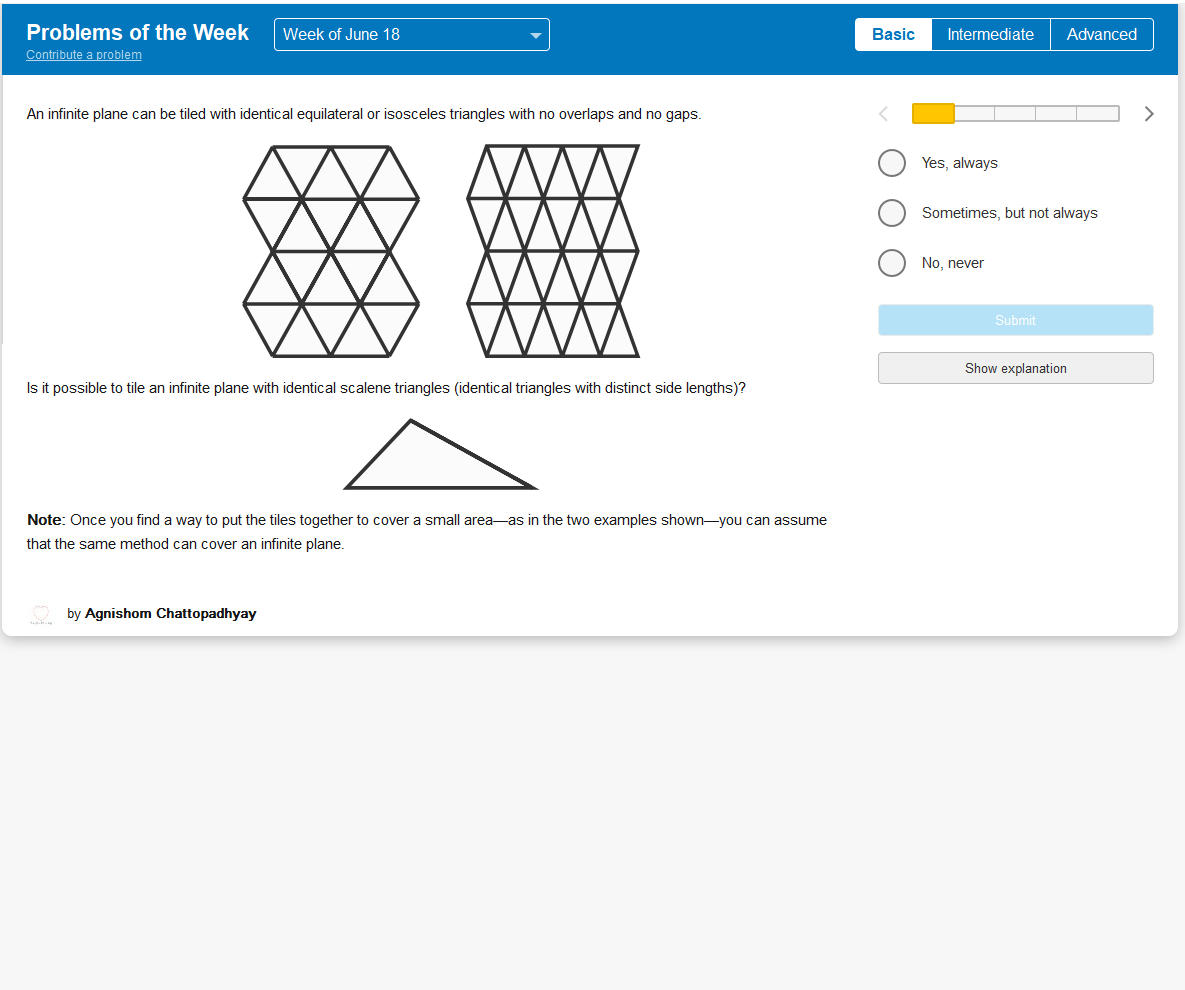 Problems of the Week
Contribute a problem
Week of June 18
Basic
Intermediate
Advanced
An infinite plane can be tiled with identical equilateral or isosceles triangles with no overlaps and no gaps.
Yes, always
Sometimes, but not always
No, never
Submit
Show explanation
Is it possible to tile an infinite plane with identical scalene triangles (identical triangles with distinct side lengths)?
Note: Once you find a way to put the tiles together to cover a small area—as in the two examples shown—you can assume
that the same method can cover an infinite plane.
by Agnishom Chattopadhyay